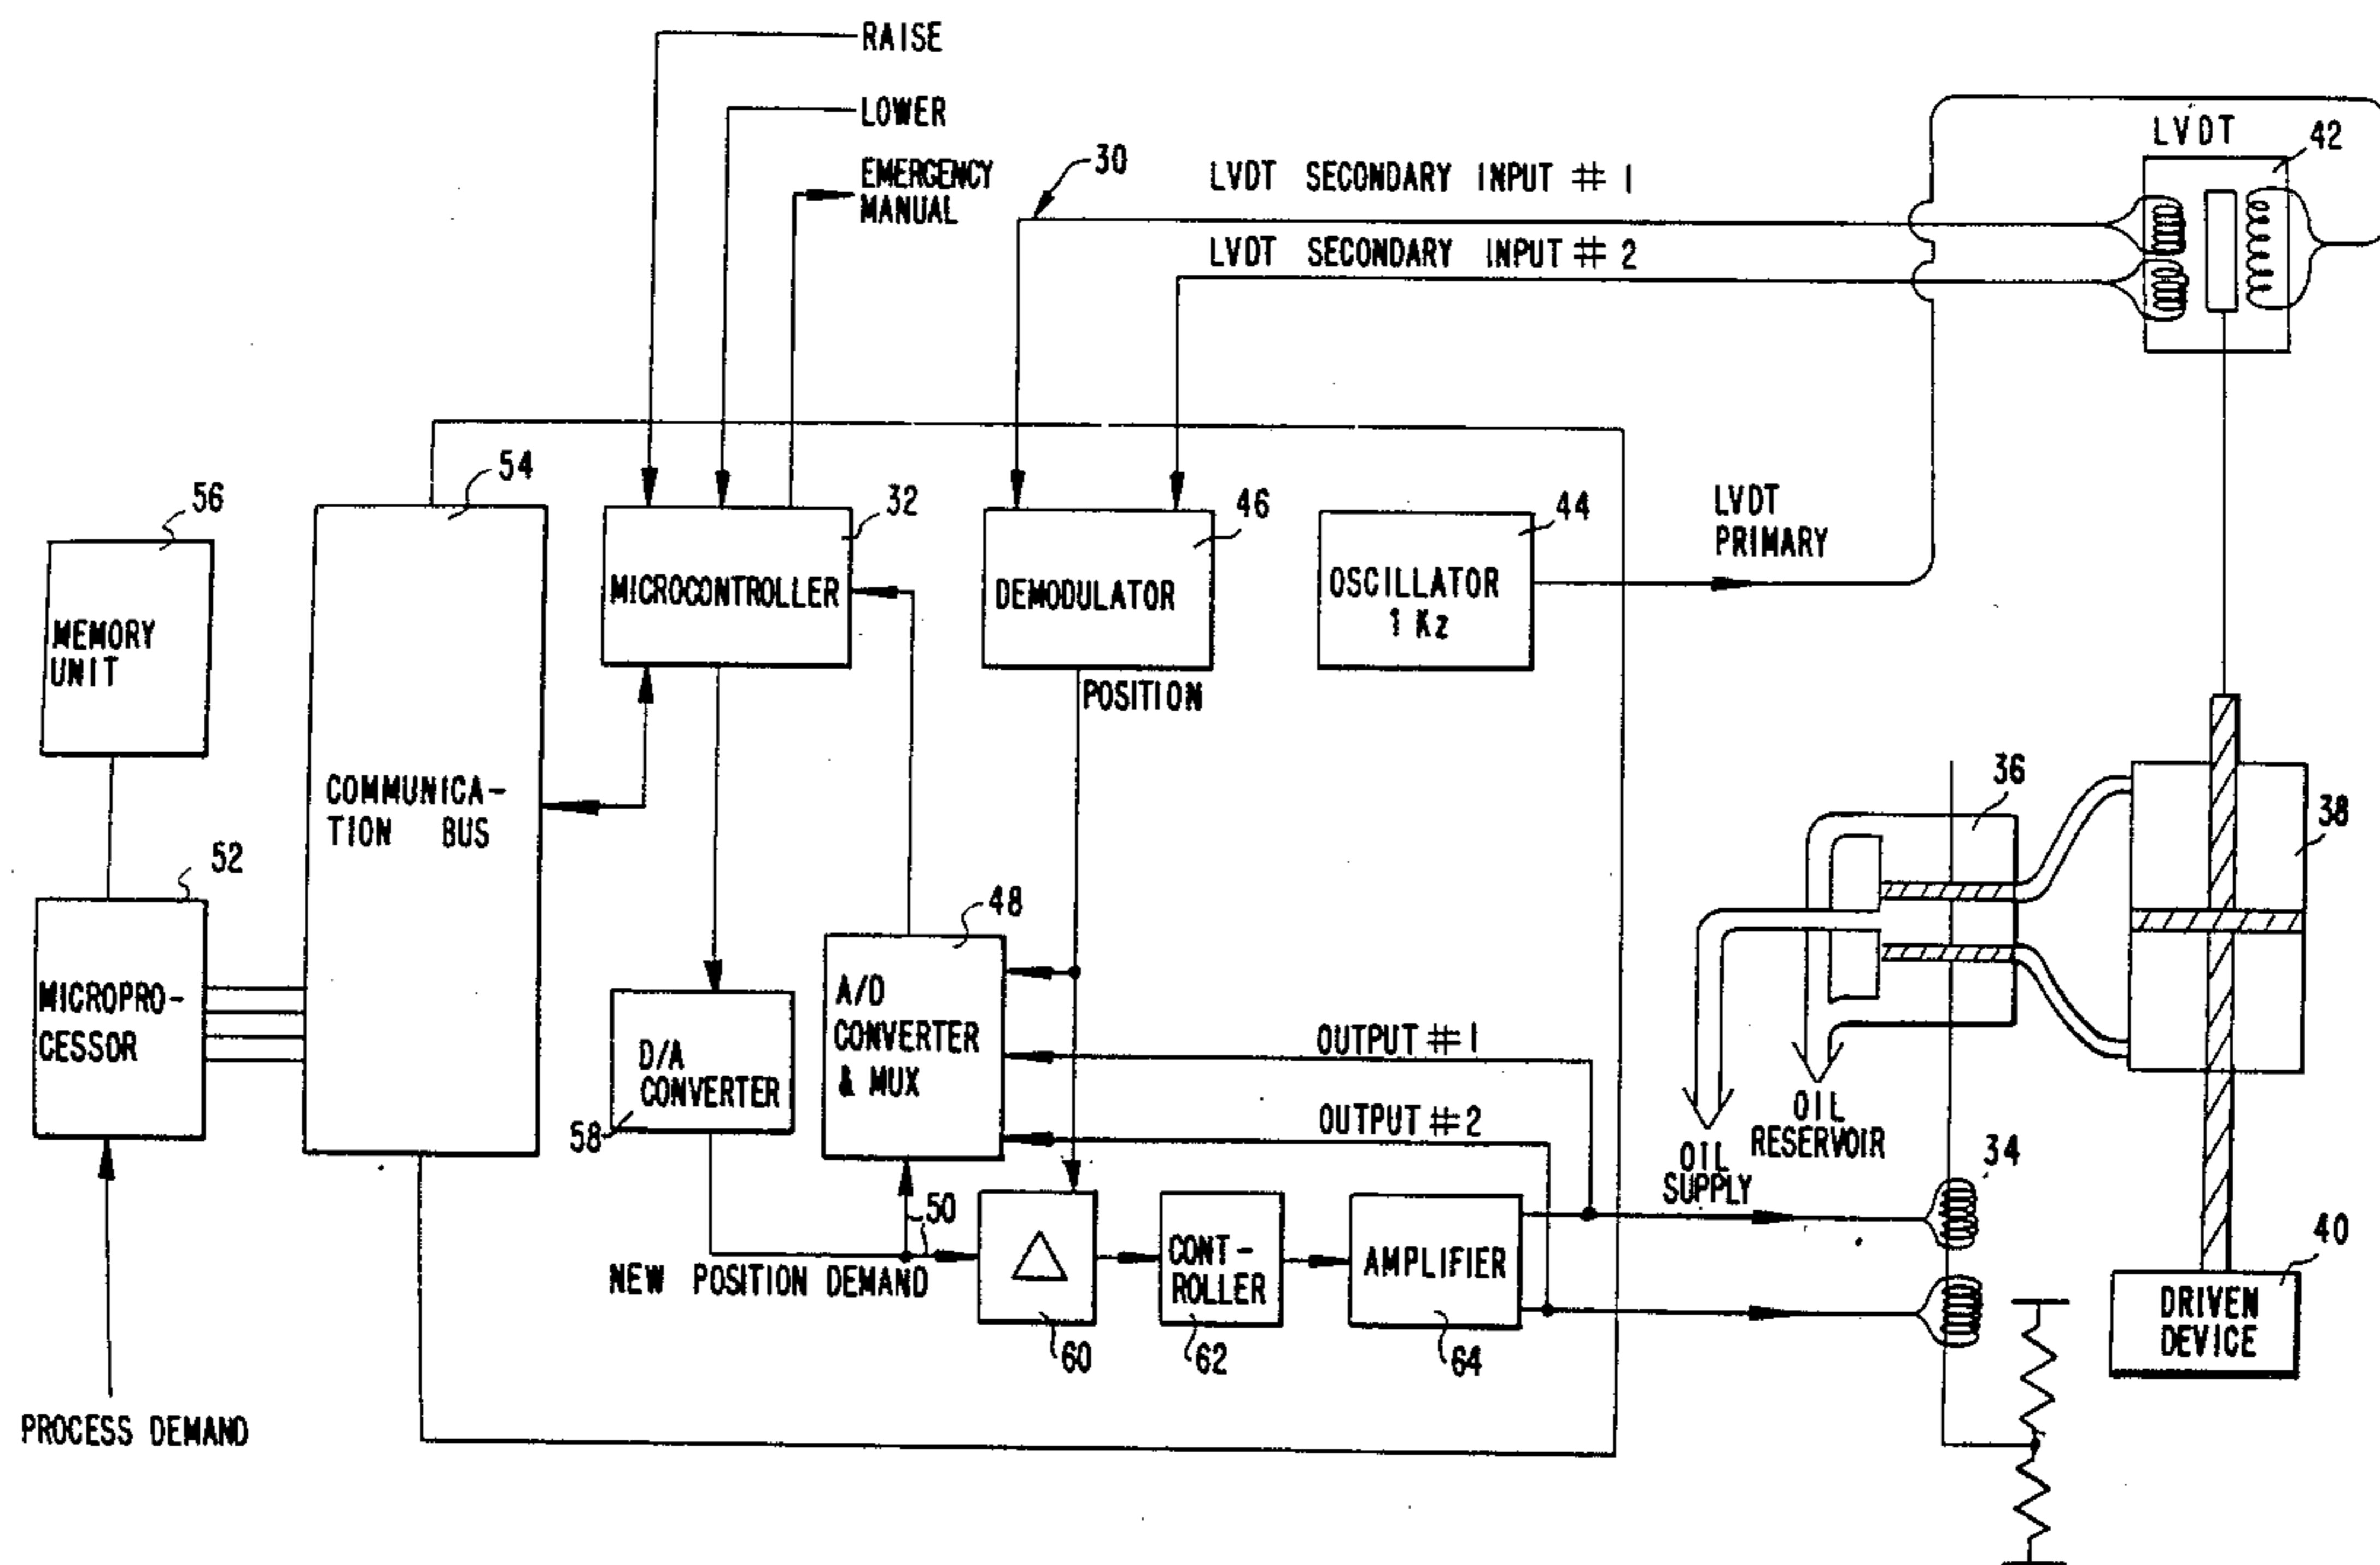 RAISE
LOWER
EMERGENCY
MANUAL
30
LVDT SECONDARY INPUT # 1
LVDT SECONDARY INPUT # 2
LVDT
42
56
54
32
46
44
LVDT
PRIMARY
MEMORY
UNIT
MICROCONTROLLER
DEMODULATOR
OSCILLATOR
1 Kz
POSITION
COMMUNICA-
TION BUS
36
38
52
48
MICROPRO-
CESSOR
D/A
CONVERTER
58
A/D
CONVERTER
& MUX
OUTPUT #1
OUTPUT #2
OIL
SUPPLY
OIL
RESERVOIR
34
50
NEW POSITION DEMAND
△
60
CONT-
ROLLER
62
AMPLIFIER
64
40
DRIVEN
DEVICE
PROCESS DEMAND